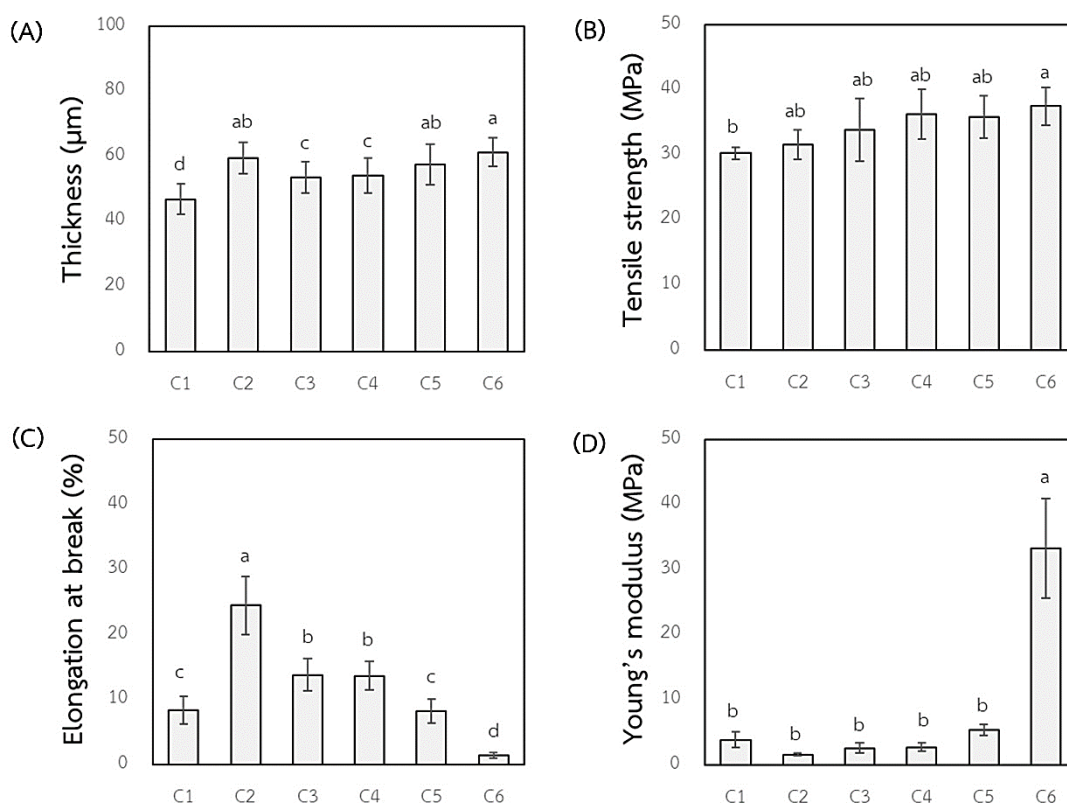 (A)
Thickness (µm)
100
80
60
40
20
0
d
ab
c
c
ab
a
C1 C2 C3 C4 C5 C6
(B)
Tensile strength (MPa)
50
40
30
20
10
0
b
ab
ab
ab
ab
a
C1 C2 C3 C4 C5 C6
(C)
Elongation at break (%)
50
40
30
20
10
0
c
a
b
b
c
d
C1 C2 C3 C4 C5 C6
(D)
Young's modulus (MPa)
50
40
30
20
10
0
b
b
b
b
b
a
C1 C2 C3 C4 C5 C6